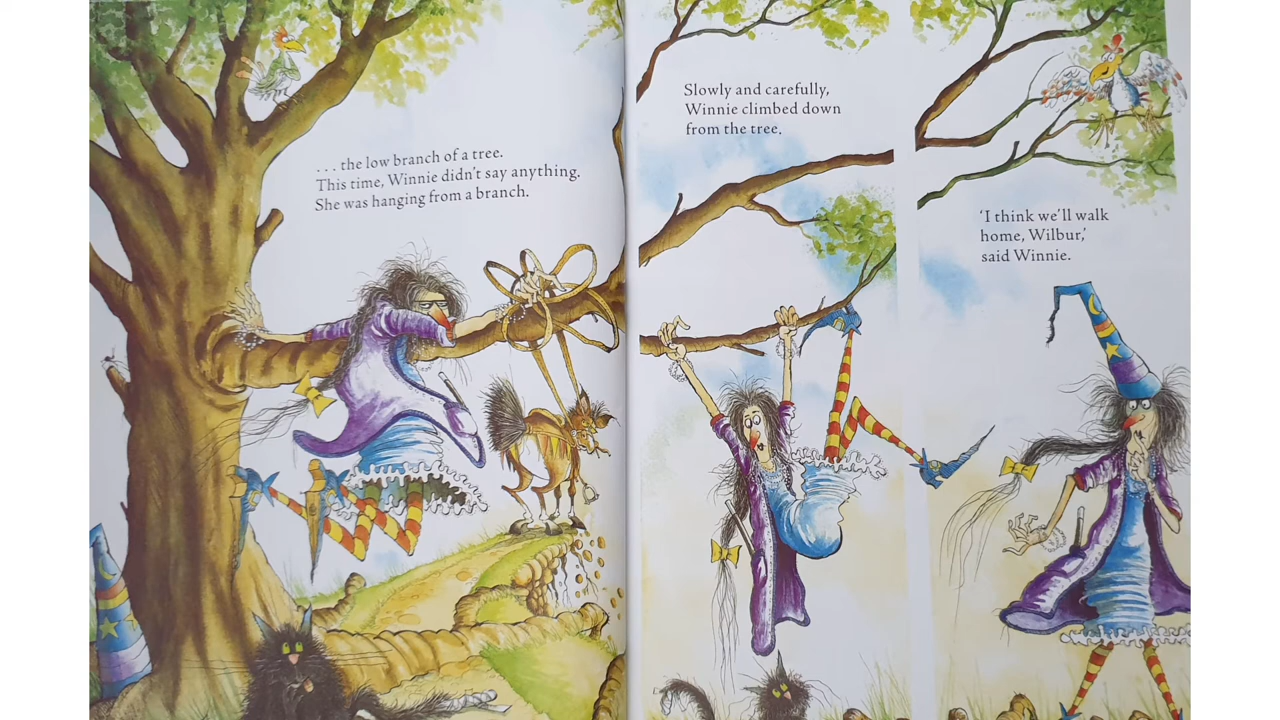 . . . the low branch of a tree.
This time, Winnie didn't say anything.
She was hanging from a branch.
Slowly and carefully,
Winnie climbed down
from the tree.
'I think we'll walk
home, Wilbur,'
said Winnie.